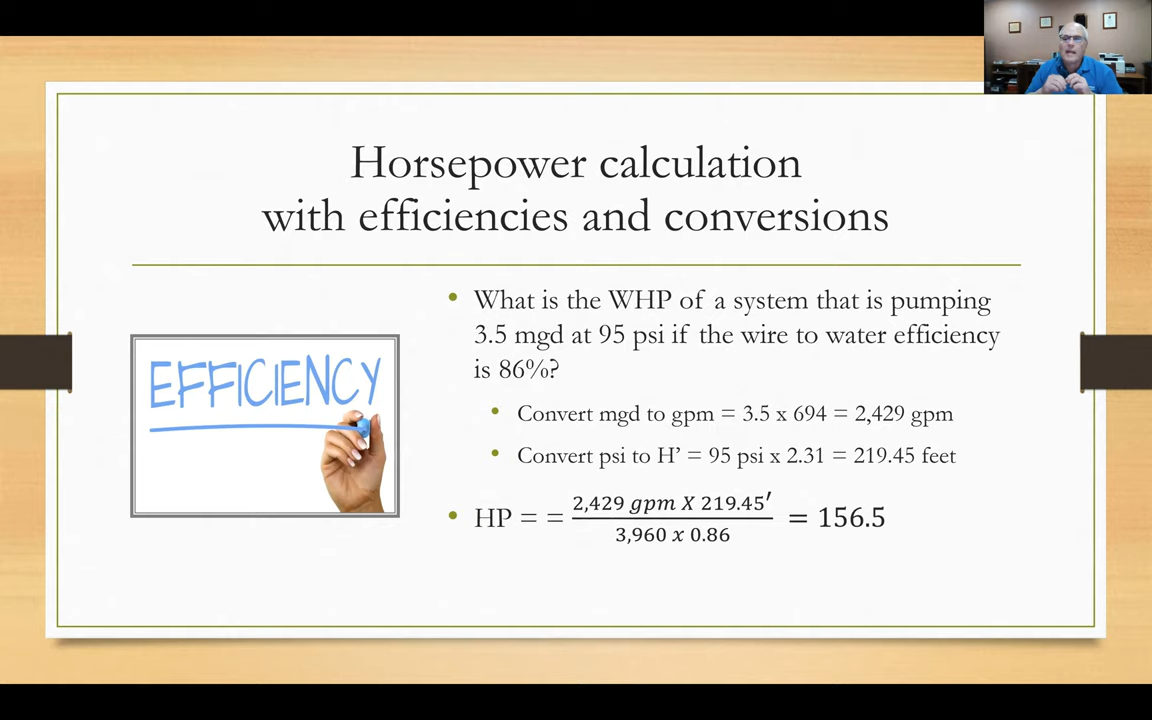 Horsepower calculation
with efficiencies and conversions
EFFICIENCY
• What is the WHP of a system that is pumping
3.5 mgd at 95 psi if the wire to water efficiency
is 86%?
• Convert mgd to gpm = 3.5 x 694 = 2,429 gpm
• Convert psi to H’ = 95 psi x 2.31 = 219.45 feet
• HP = = 2,429 gpm X 219.45′ / 3,960 x 0.86 = 156.5